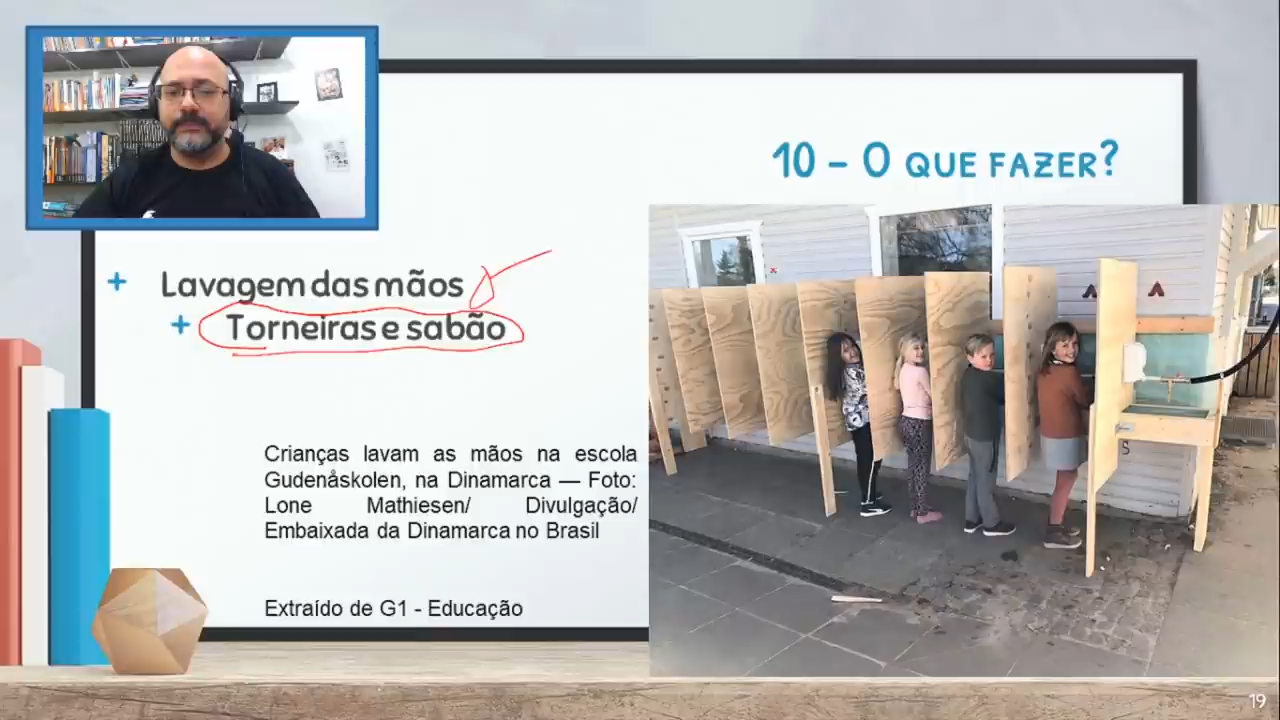 10 – O QUE FAZER?
+ Lavagem das mãos
+ Torneiras e sabão
Crianças lavam as mãos na escola
Gudenåskolen, na Dinamarca — Foto:
Lone Mathiesen/ Divulgação/
Embaixada da Dinamarca no Brasil
Extraído de G1 - Educação
5
19